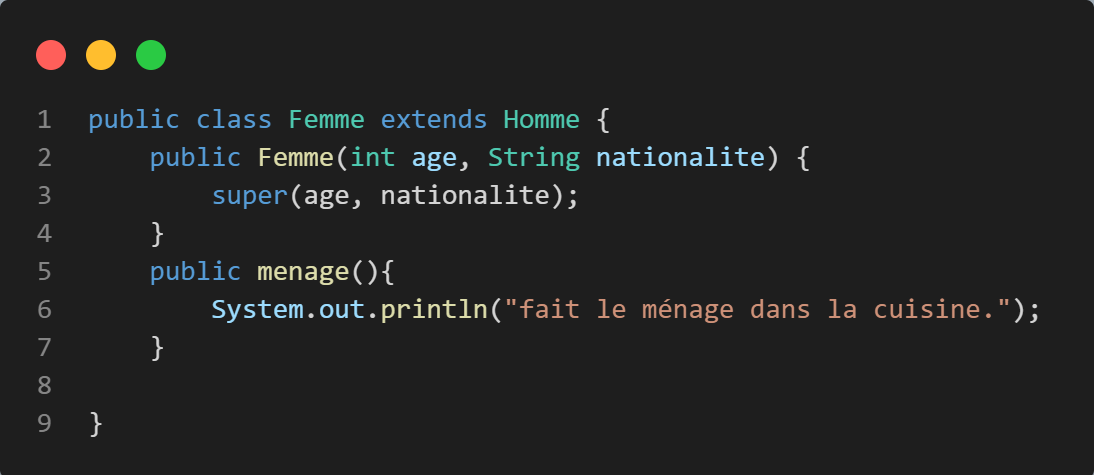 1 public class Femme extends Homme {
2     public Femme(int age, String nationalite) {
3         super(age, nationalite);
4     }
5     public menage(){
6         System.out.println("fait le ménage dans la cuisine.");
7     }
8
9 }